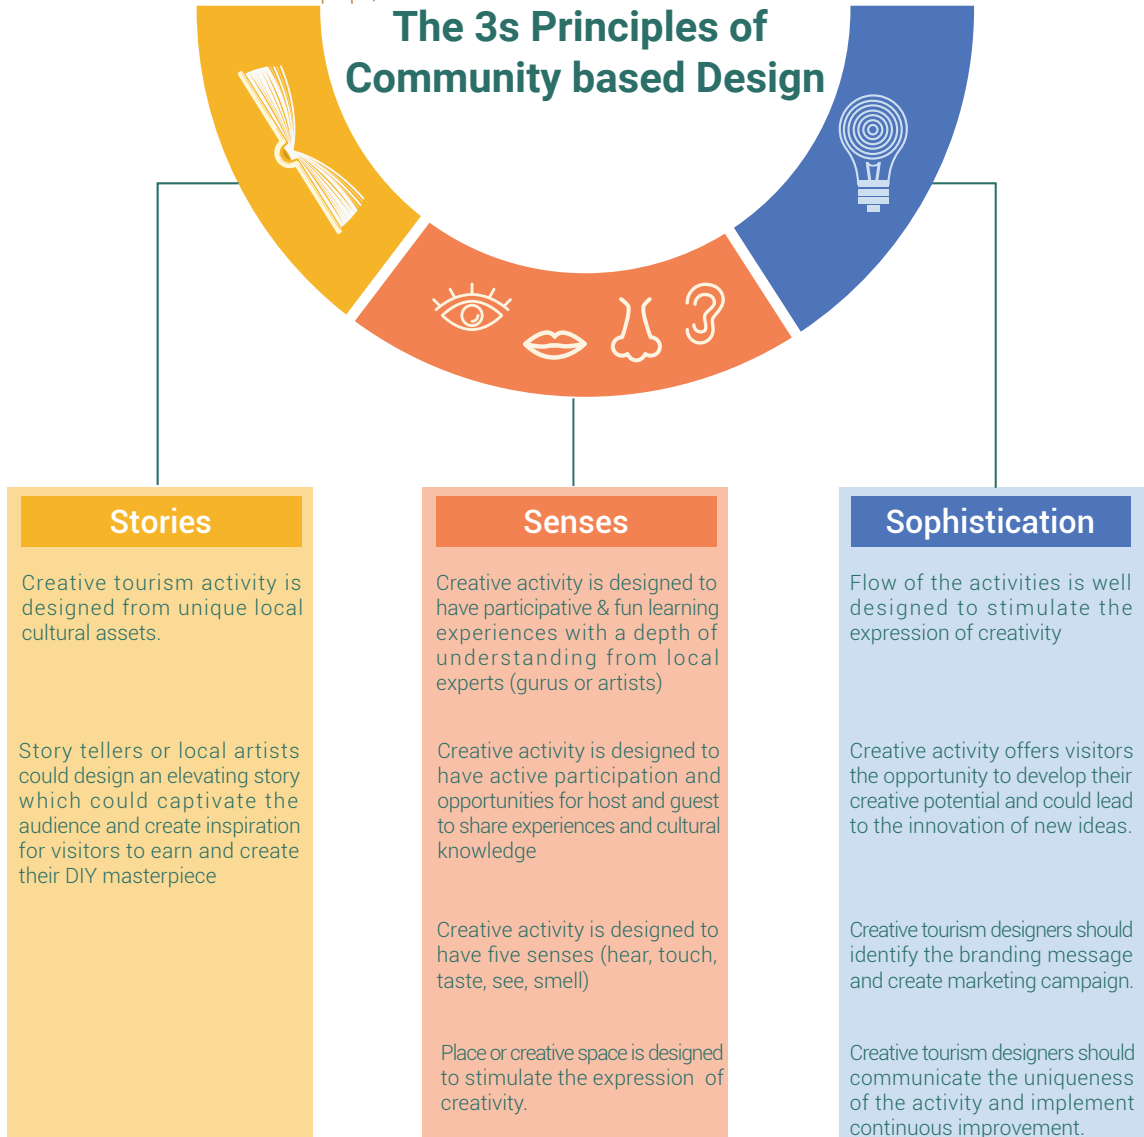 The 3s Principles of
Community based Design
Stories
Creative tourism activity is
designed from unique local
cultural assets.
Story tellers or local artists
could design an elevating story
which could captivate the
audience and create inspiration
for visitors to earn and create
their DIY masterpiece
Senses
Creative activity is designed to
have participative & fun learning
experiences with a depth of
understanding from local
experts (gurus or artists)
Creative activity is designed to
have active participation and
opportunities for host and guest
to share experiences and cultural
knowledge
Creative activity is designed to
have five senses (hear, touch,
taste, see, smell)
Place or creative space is designed
to stimulate the expression of
creativity.
Sophistication
Flow of the activities is well
designed to stimulate the
expression of creativity
Creative activity offers visitors
the opportunity to develop their
creative potential and could lead
to the innovation of new ideas.
Creative tourism designers should
identify the branding message
and create marketing campaign.
Creative tourism designers should
communicate the uniqueness
of the activity and implement
continuous improvement.